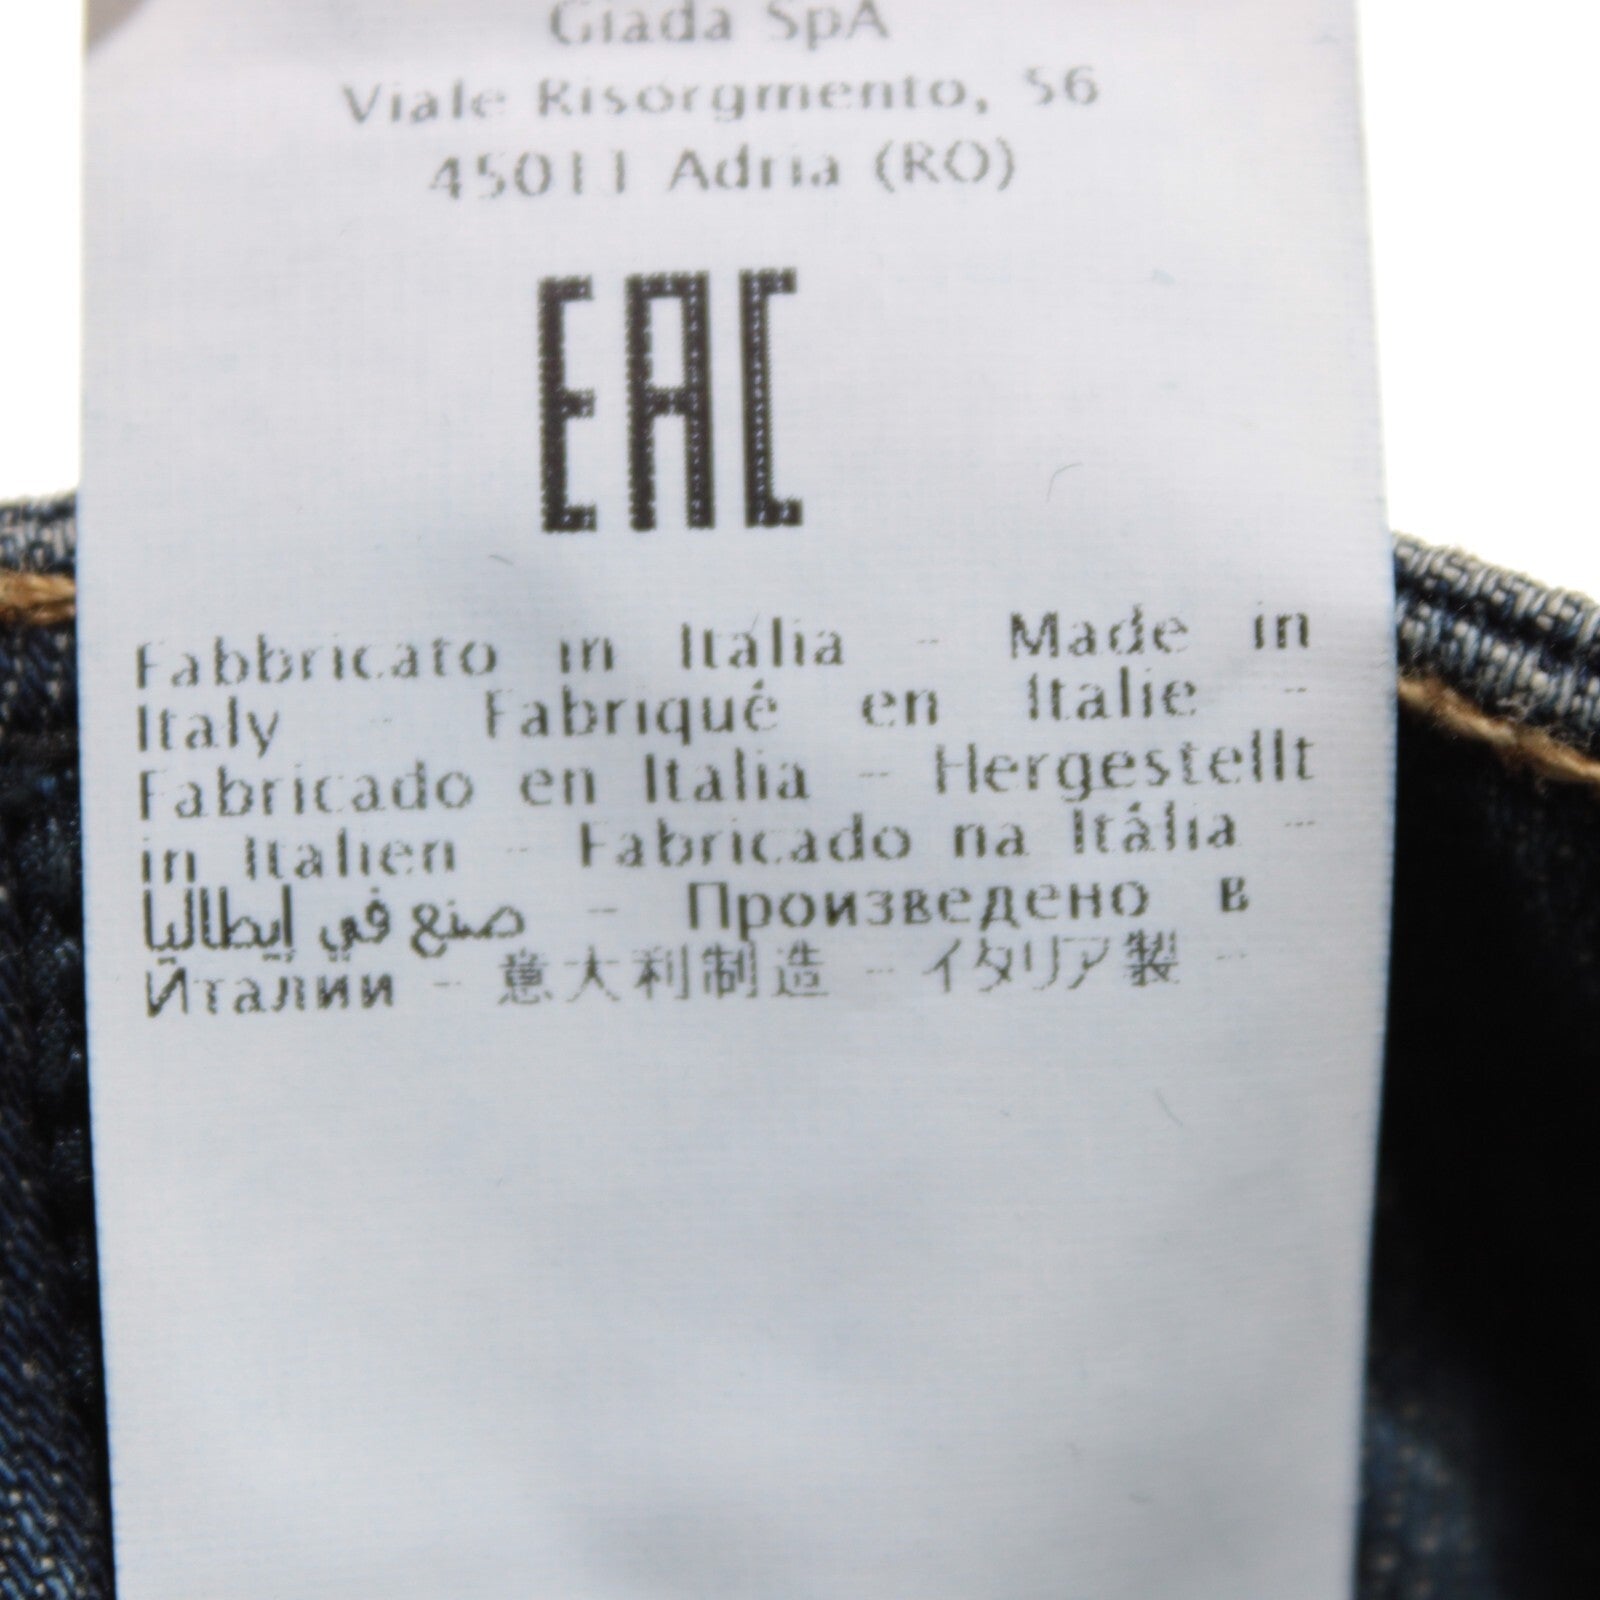 Giada SpA
Viale Risorgmento, 56
45011 Adria (RO)
EAC
Fabbricato in Italia - Made in
Italy - Fabriqué en Italie -
Fabricado en Italia - Hergestellt
in Italien - Fabricado na Itália -
صنع في إيطاليا - Произведено в
Италии - 意大利制造 - イタリア製 -